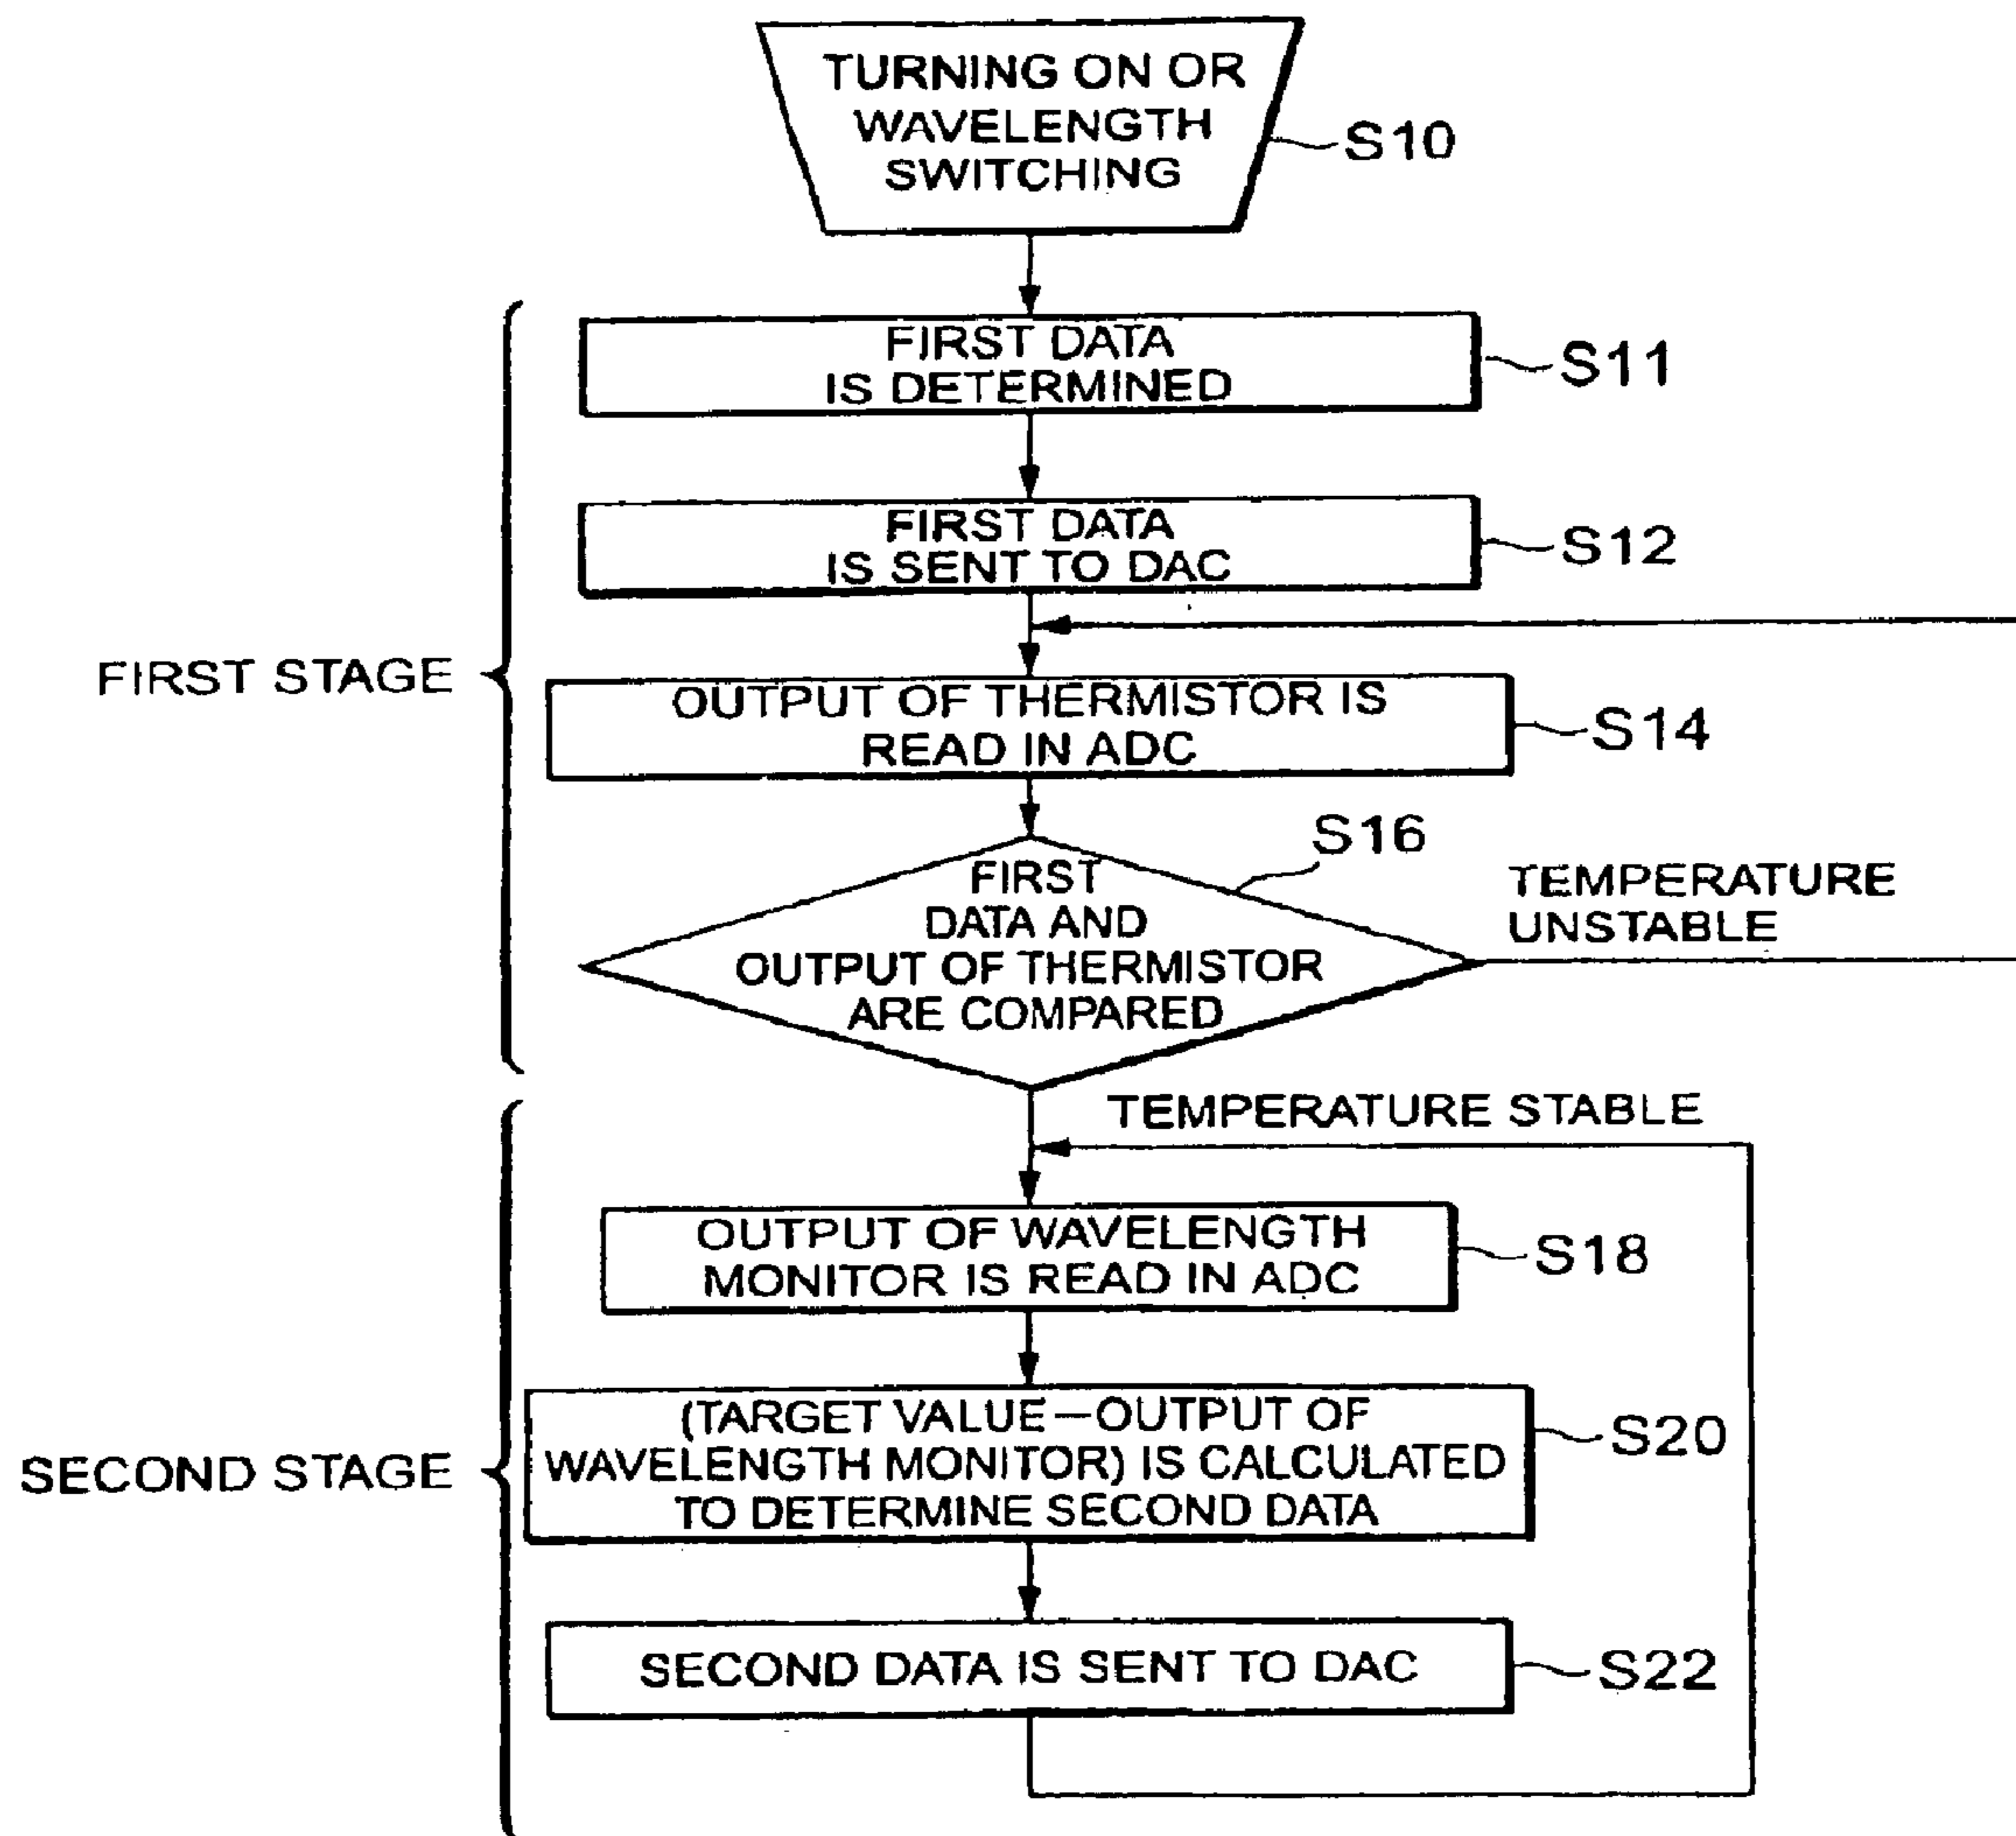 TURNING ON OR
WAVELENGTH
SWITCHING
S10
FIRST DATA
IS DETERMINED
S11
FIRST DATA
IS SENT TO DAC
S12
FIRST STAGE
OUTPUT OF THERMISTOR IS
READ IN ADC
S14
S16
FIRST
DATA AND
OUTPUT OF THERMISTOR
ARE COMPARED
TEMPERATURE
UNSTABLE
TEMPERATURE STABLE
OUTPUT OF WAVELENGTH
MONITOR IS READ IN ADC
S18
SECOND STAGE
(TARGET VALUE—OUTPUT OF
WAVELENGTH MONITOR) IS CALCULATED
TO DETERMINE SECOND DATA
S20
SECOND DATA IS SENT TO DAC
S22